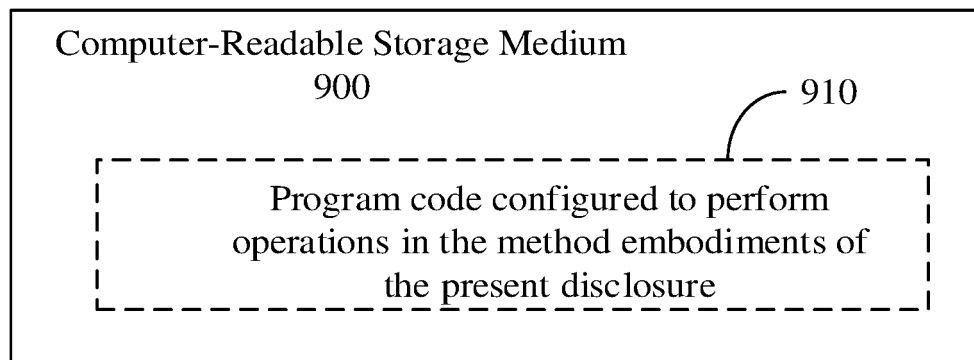 Computer-Readable Storage Medium
900
910
Program code configured to perform
operations in the method embodiments of
the present disclosure